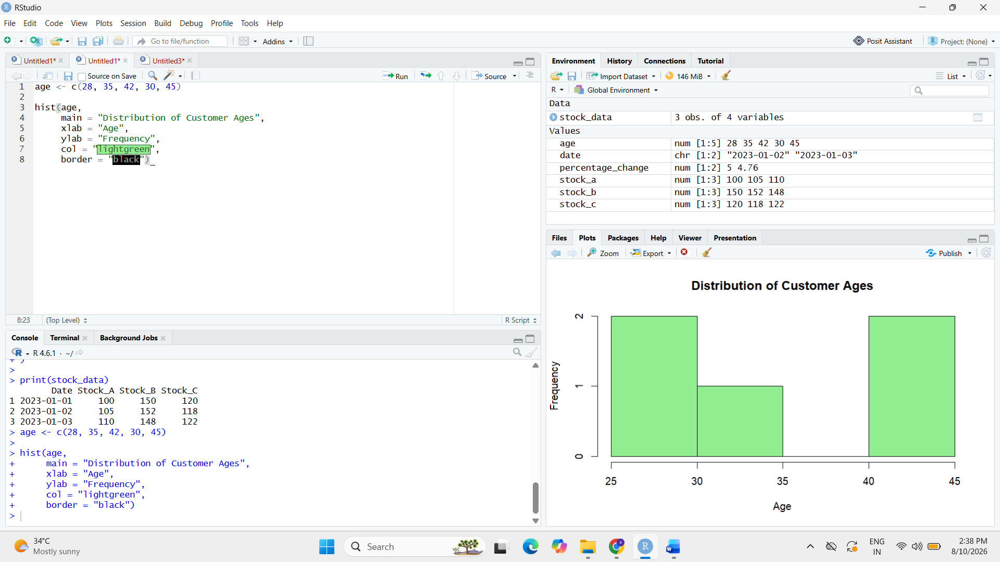 RStudio
File Edit Code View Plots Session Build Debug Profile Tools Help
Go to file/function Addins Posit Assistant Project: (None)
Untitled1* Untitled1* Untitled3*
Source on Save Run Source
1 age <- c(28, 35, 42, 30, 45)
2
3 hist(age,
4 main = "Distribution of Customer Ages",
5 xlab = "Age",
6 ylab = "Frequency",
7 col = "lightgreen",
8 border = "black")
8:23 (Top Level) R Script
Console Terminal Background Jobs
R 4.6.1 · ~/
+ )
>
> print(stock_data)
Date Stock_A Stock_B Stock_C
1 2023-01-01 100 150 120
2 2023-01-02 105 152 118
3 2023-01-03 110 148 122
> age <- c(28, 35, 42, 30, 45)
>
> hist(age,
+ main = "Distribution of Customer Ages",
+ xlab = "Age",
+ ylab = "Frequency",
+ col = "lightgreen",
+ border = "black")
>
Environment History Connections Tutorial
Import Dataset 146 MiB List
R Global Environment
Data
stock_data 3 obs. of 4 variables
Values
age num [1:5] 28 35 42 30 45
date chr [1:2] "2023-01-02" "2023-01-03"
percentage_change num [1:2] 5 4.76
stock_a num [1:3] 100 105 110
stock_b num [1:3] 150 152 148
stock_c num [1:3] 120 118 122
Files Plots Packages Help Viewer Presentation
Zoom Export Publish
Distribution of Customer Ages
Frequency
2
1
0
25 30 35 40 45
Age
34°C
Mostly sunny
Search
ENG
IN
2:38 PM
8/10/2026